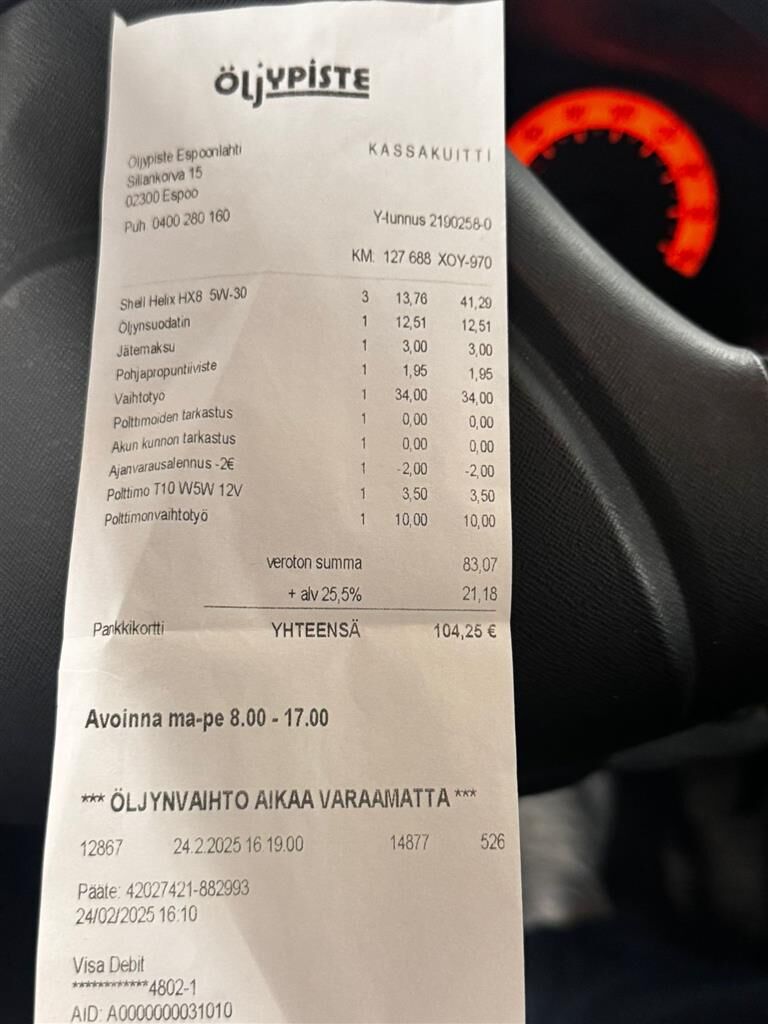 ÖLJYPISTE
Öljypiste Espoonlahti KASSAKUITTI
Sillankorva 15
02300 Espoo
Puh 0400 280 160 Y-tunnus 2190258-0
KM: 127 688 XOY-970
Shell Helix HX8 5W-30 3 13,76 41,29
Öljynsuodatin 1 12,51 12,51
Jätemaksu 1 3,00 3,00
Pohjapropuntiiviste 1 1,95 1,95
Vaihtotyö 1 34,00 34,00
Polttimoiden tarkastus 1 0,00 0,00
Akun kunnon tarkastus 1 0,00 0,00
Ajanvarausalennus -2€ 1 -2,00 -2,00
Polttimo T10 W5W 12V 1 3,50 3,50
Polttimonvaihtotyö 1 10,00 10,00
veroton summa 83,07
+ alv 25,5% 21,18
Pankkikortti YHTEENSÄ 104,25 €
Avoinna ma-pe 8.00 - 17.00
*** ÖLJYNVAIHTO AIKAA VARAAMATTA ***
12867 24.2.2025 16.19.00 14877 526
Pääte: 42027421-882993
24/02/2025 16:10
Visa Debit
************4802-1
AID: A0000000031010